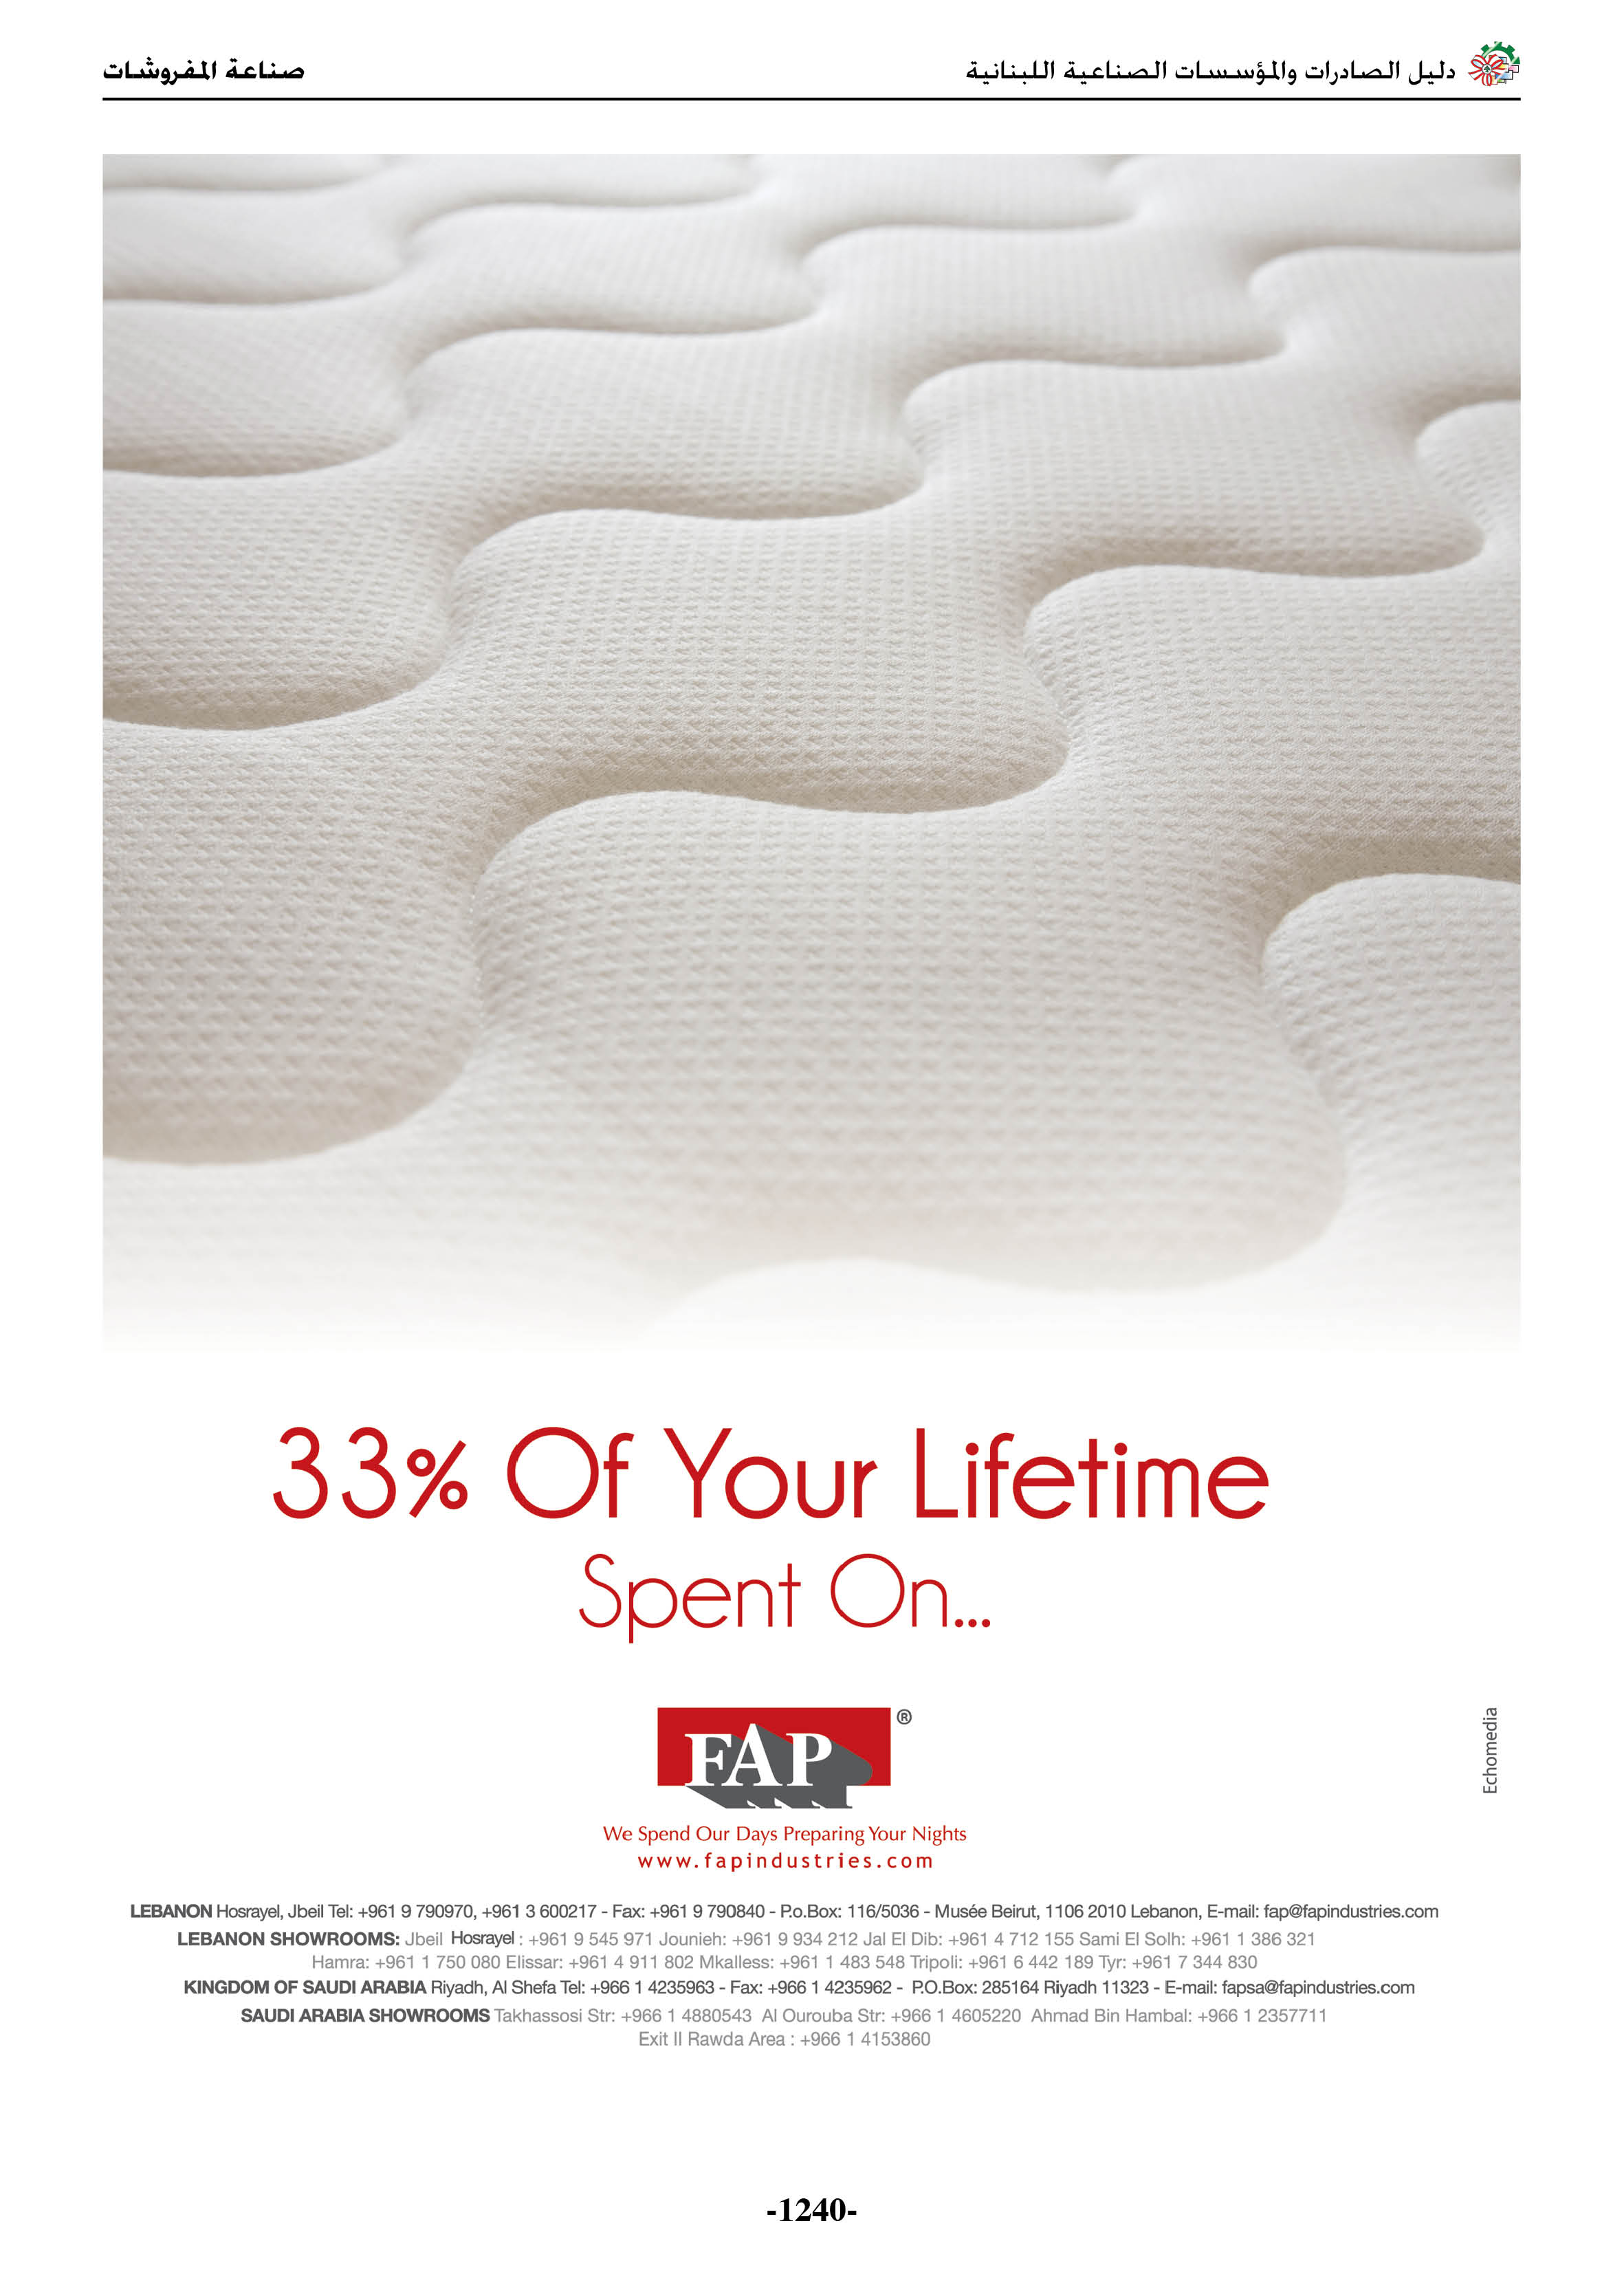 دليل الصادرات والمؤسسات الصناعية اللبنانية
صناعة المفروشات
33% Of Your Lifetime
Spent On...
FAP ®
Echomedia
We Spend Our Days Preparing Your Nights
www.fapindustries.com
LEBANON Hosrayel, Jbeil Tel: +961 9 790970, +961 3 600217 - Fax: +961 9 790840 - P.o.Box: 116/5036 - Musée Beirut, 1106 2010 Lebanon, E-mail: fap@fapindustries.com
LEBANON SHOWROOMS: Jbeil Hosrayel : +961 9 545 971 Jounieh: +961 9 934 212 Jal El Dib: +961 4 712 155 Sami El Solh: +961 1 386 321
Hamra: +961 1 750 080 Elissar: +961 4 911 802 Mkalless: +961 1 483 548 Tripoli: +961 6 442 189 Tyr: +961 7 344 830
KINGDOM OF SAUDI ARABIA Riyadh, Al Shefa Tel: +966 1 4235963 - Fax: +966 1 4235962 - P.O.Box: 285164 Riyadh 11323 - E-mail: fapsa@fapindustries.com
SAUDI ARABIA SHOWROOMS Takhassosi Str: +966 1 4880543 Al Ourouba Str: +966 1 4605220 Ahmad Bin Hambal: +966 1 2357711
Exit II Rawda Area : +966 1 4153860
-1240-